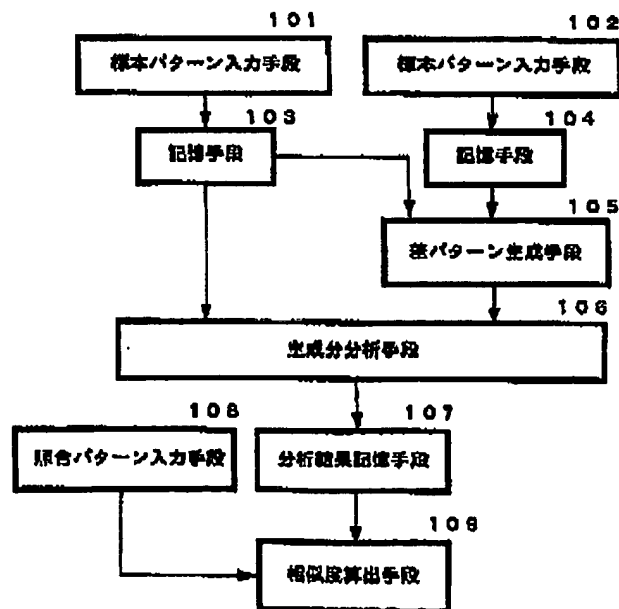 101
102
標本パターン入力手段
標本パターン入力手段
103
104
記憶手段
記憶手段
105
差パターン生成手段
106
主成分分析手段
108
107
照合パターン入力手段
分析結果記憶手段
109
相似度算出手段